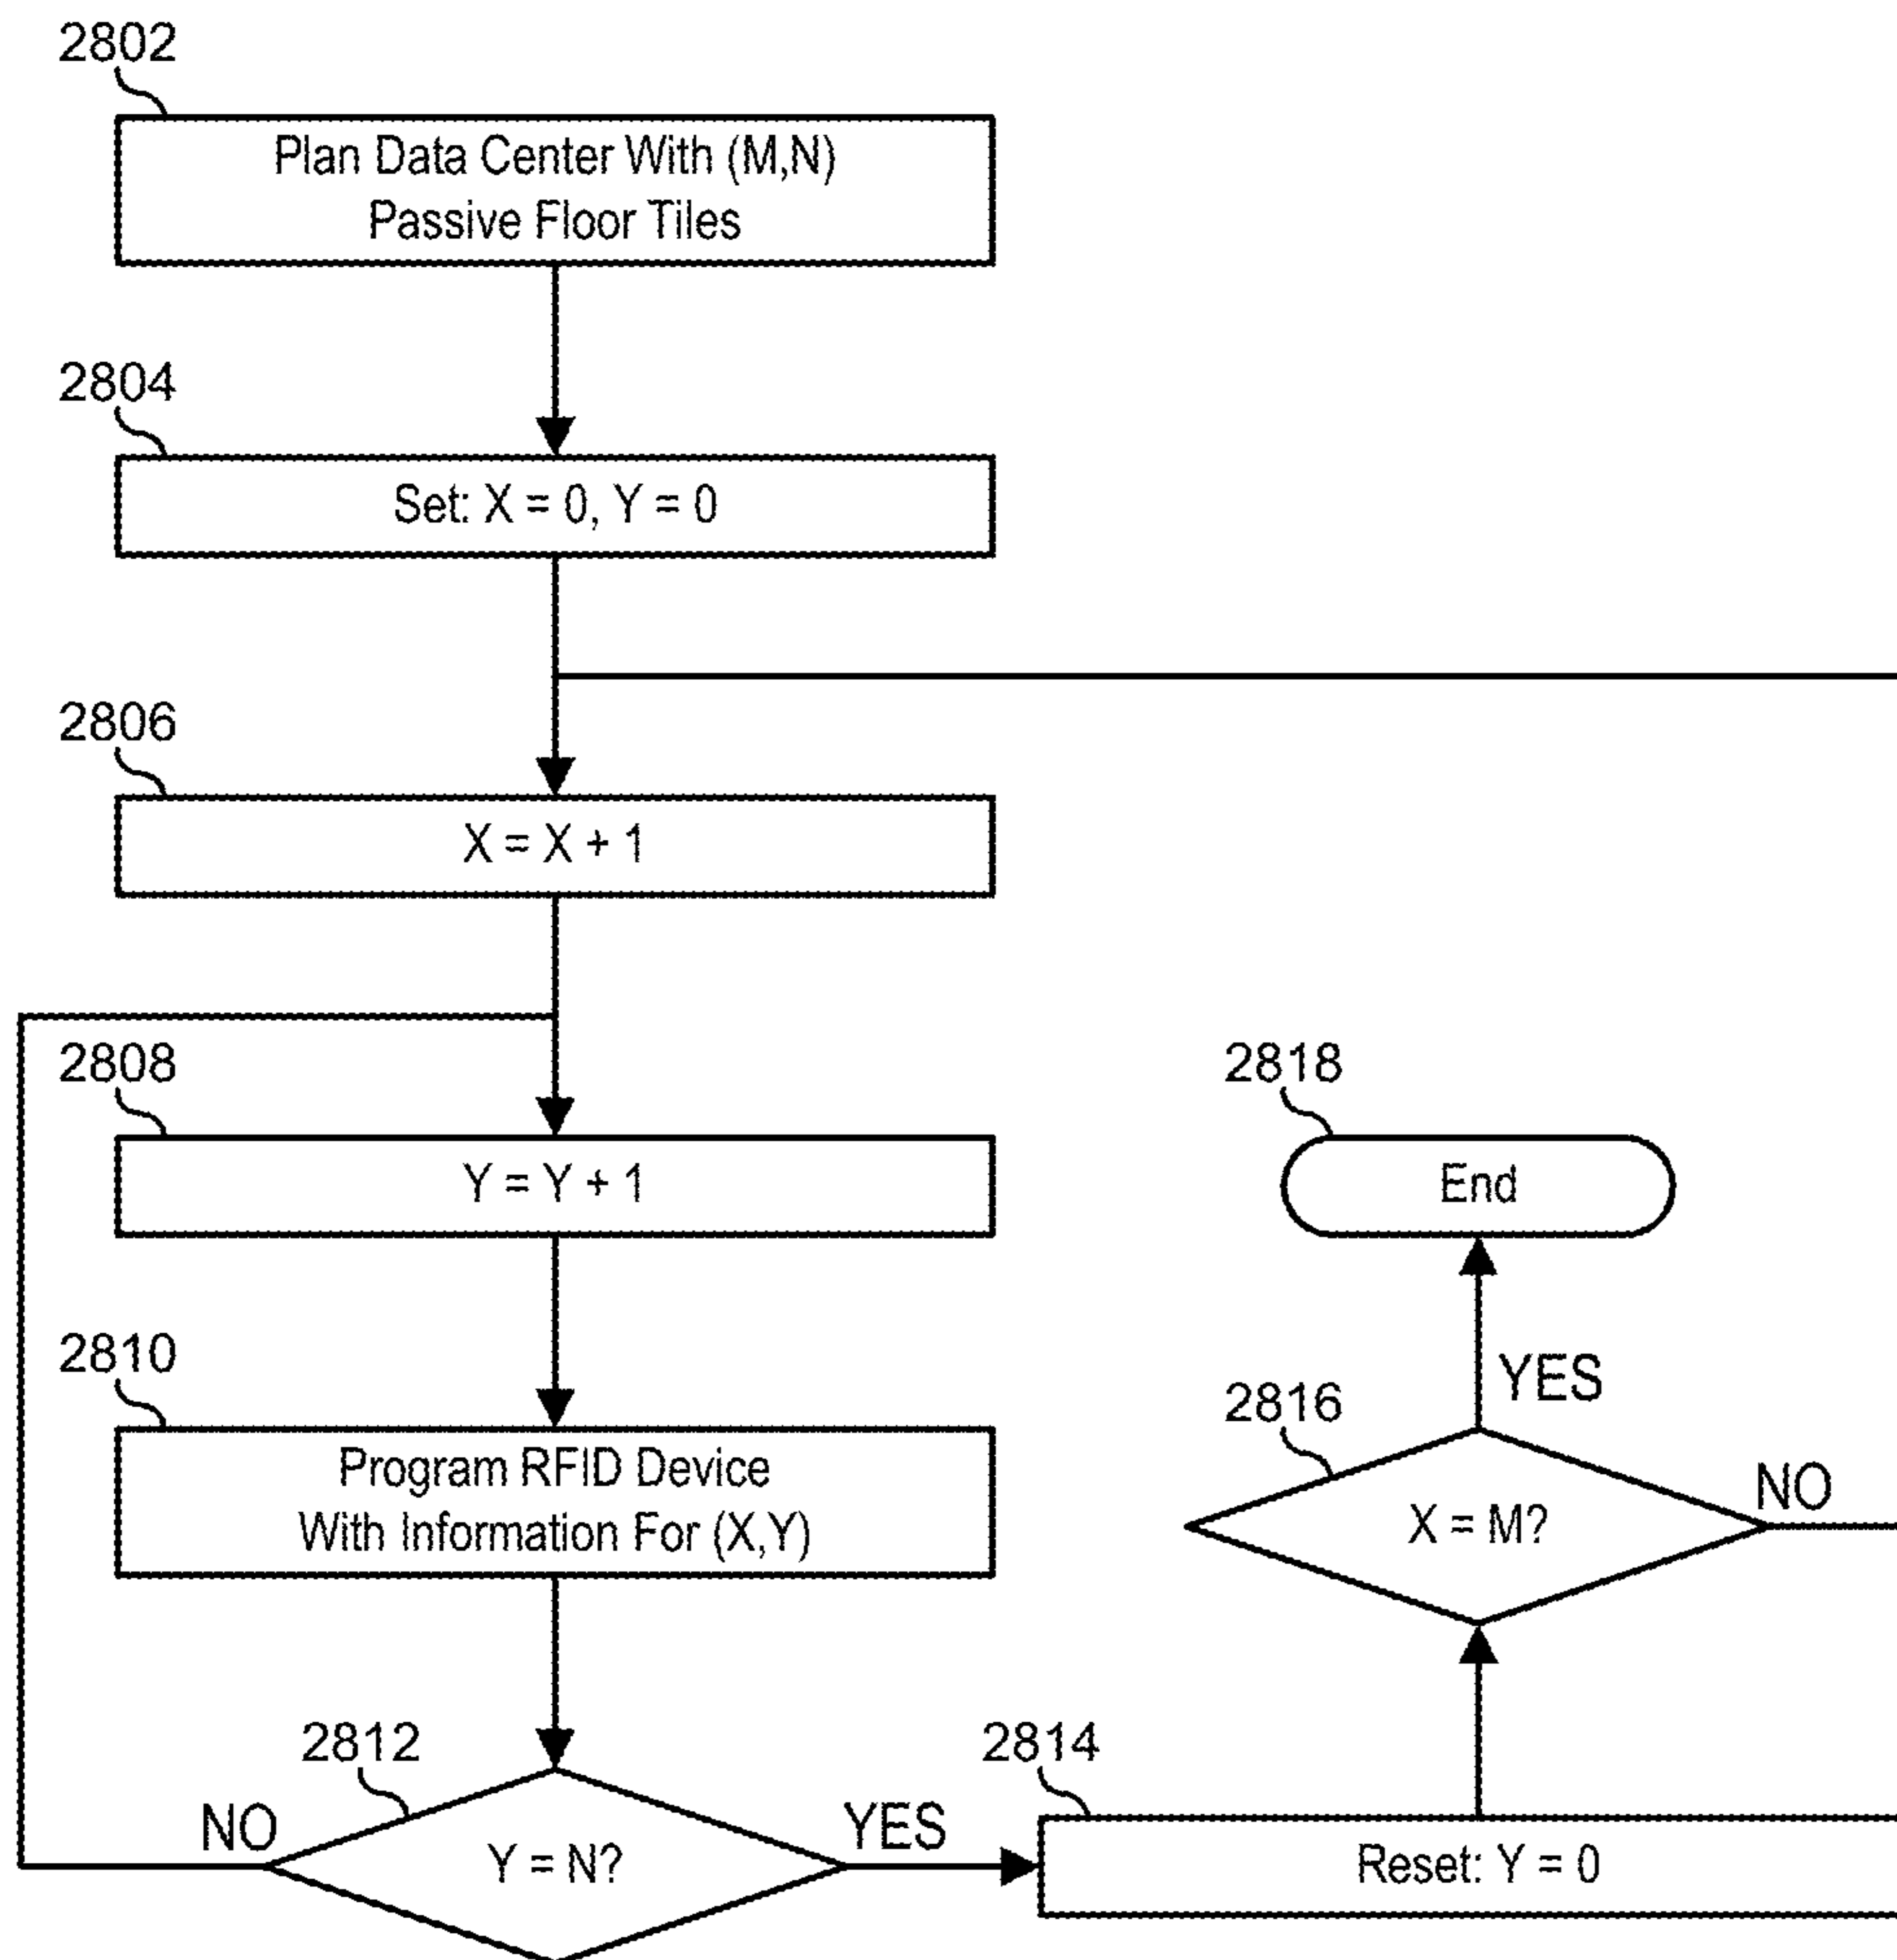 2802
Plan Data Center With (M,N)
Passive Floor Tiles
2804
Set: X = 0, Y = 0
2806
X = X + 1
2808
Y = Y + 1
2810
Program RFID Device
With Information For (X,Y)
2812
Y = N?
NO
YES
2814
Reset: Y = 0
2816
X = M?
NO
YES
2818
End